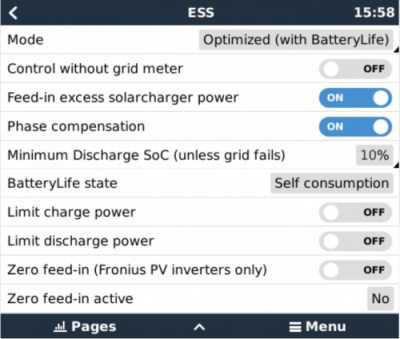 ESS 15:58
Mode Optimized (with BatteryLife)
Control without grid meter OFF
Feed-in excess solarcharger power ON
Phase compensation ON
Minimum Discharge SoC (unless grid fails) 10%
BatteryLife state Self consumption
Limit charge power OFF
Limit discharge power OFF
Zero feed-in (Fronius PV inverters only) OFF
Zero feed-in active No
Pages Menu